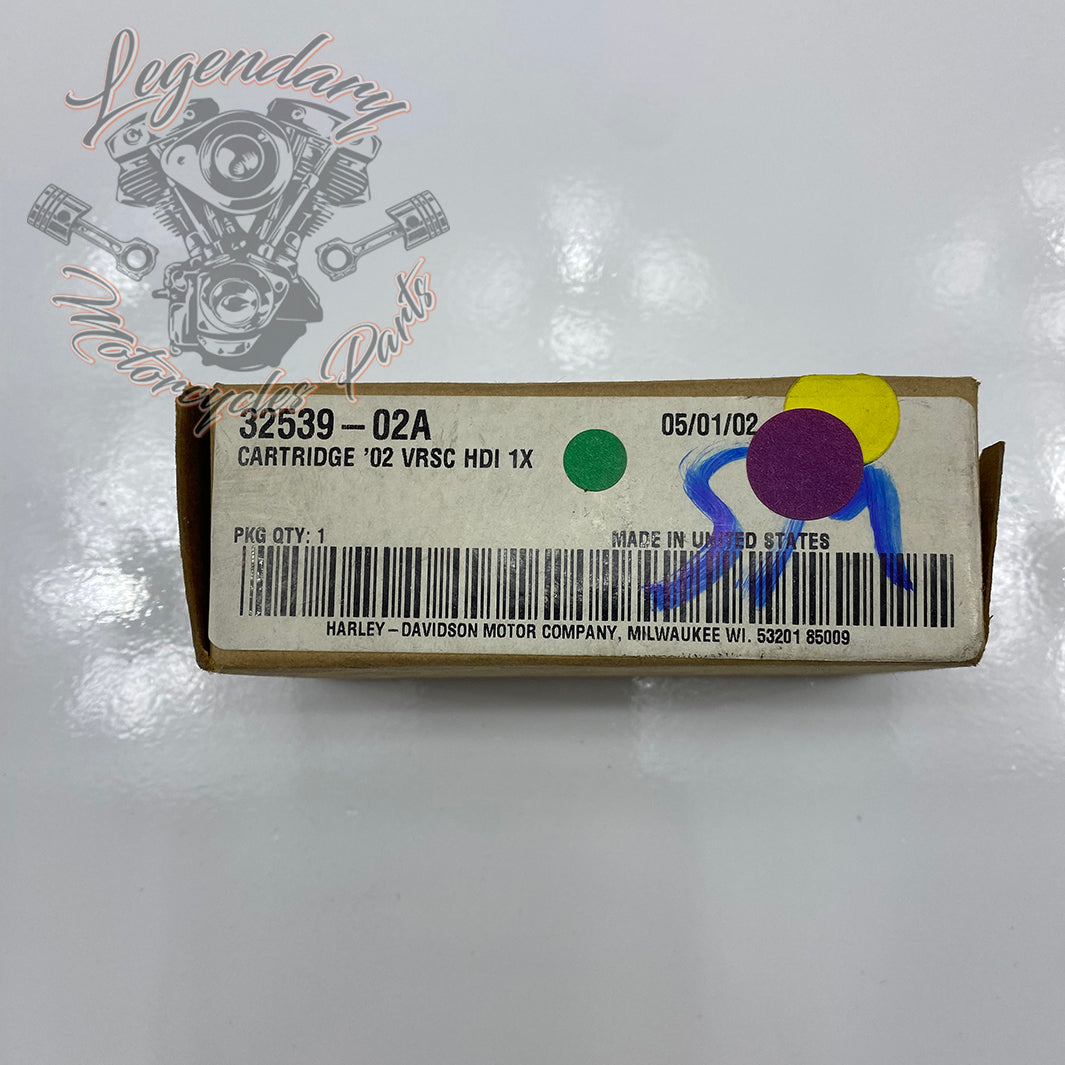 Legendary
Motorcycles Parts
32539-02A
05/01/02
CARTRIDGE '02 VRSC HDI 1X
PKG QTY: 1
MADE IN UNITED STATES
HARLEY-DAVIDSON MOTOR COMPANY, MILWAUKEE WI. 53201 85009